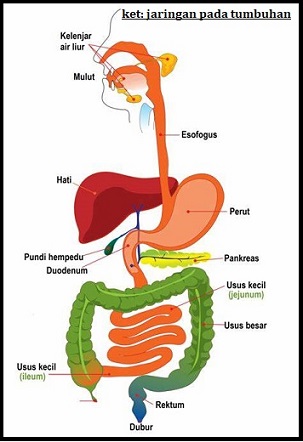 ket: jaringan pada tumbuhan
Kelenjar
air liur
Mulut
Esofogus
Hati
Perut
Pundi hempedu
Duodenum
Pankreas
Usus kecil
(jejunum)
Usus besar
Usus kecil
(ileum)
Rektum
Dubur